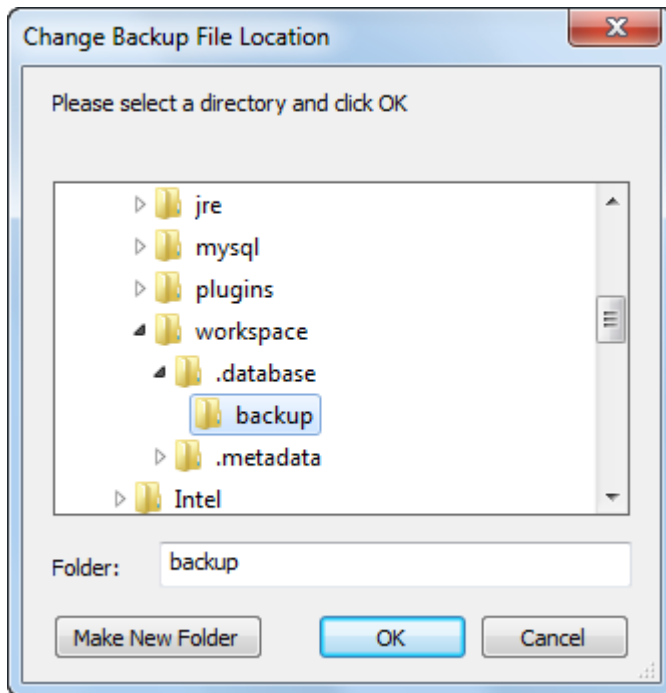 Change Backup File Location
Please select a directory and click OK
jre
mysql
plugins
workspace
.database
backup
.metadata
Intel
Folder: backup
Make New Folder OK Cancel